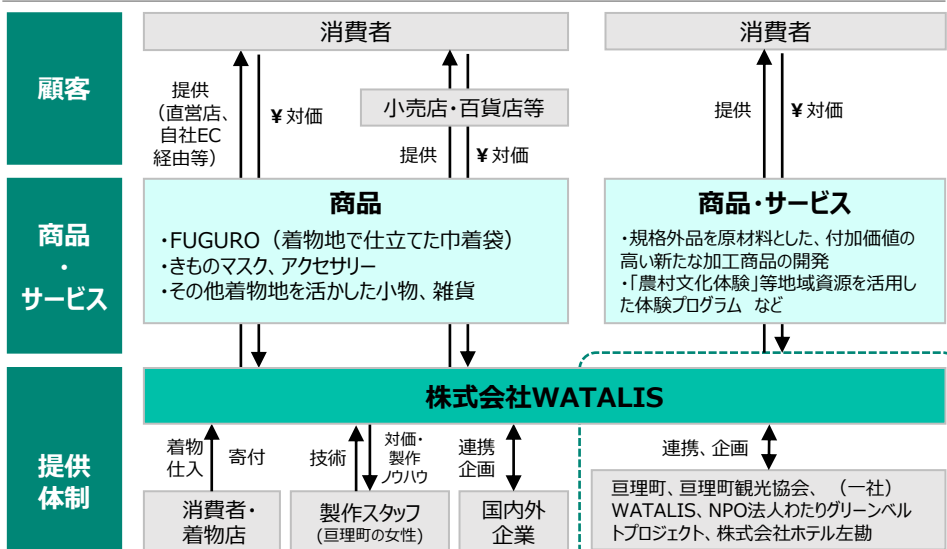 消費者
消費者
顧客
提供
（直営店、
自社EC
経由等）
¥ 対価
小売店・百貨店等
提供
¥ 対価
提供
¥ 対価
商品
・
サービス
商品
・FUGURO（着物地で仕立てた巾着袋）
・きものマスク、アクセサリー
・その他着物地を活かした小物、雑貨
商品・サービス
・規格外品を原材料とした、付加価値の
高い新たな加工商品の開発
・「農村文化体験」等地域資源を活用し
た体験プログラム など
株式会社WATALIS
提供
体制
着物
仕入
寄付
技術
対価・
製作
ノウハウ
連携
企画
連携、企画
消費者・
着物店
製作スタッフ
(亘理町の女性)
国内外
企業
亘理町、亘理町観光協会、（一社）
WATALIS、NPO法人わたりグリーンベル
トプロジェクト、株式会社ホテル左勘